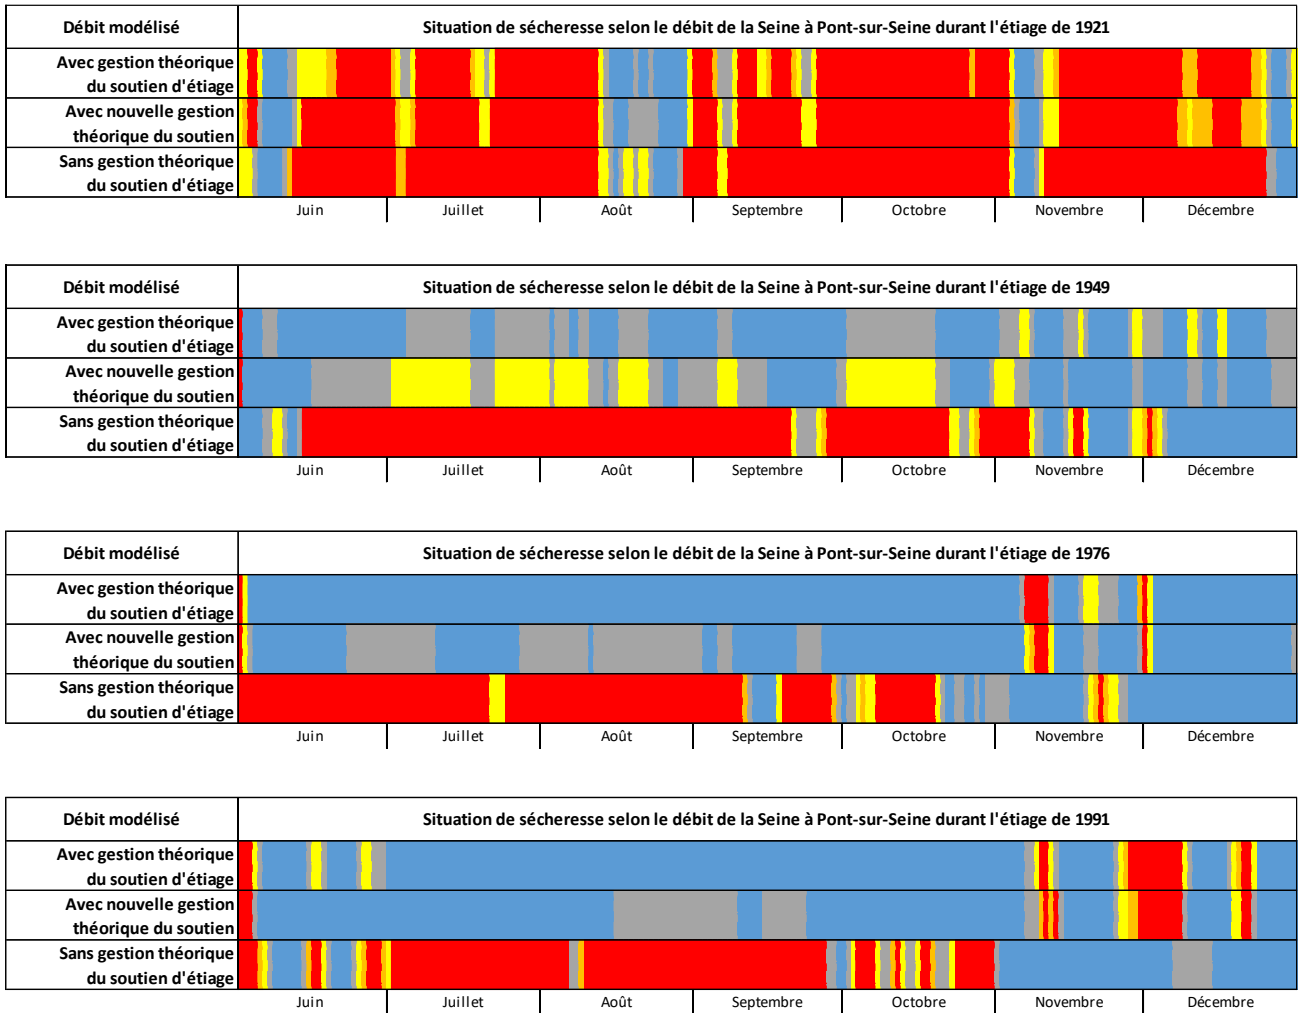 Débit modélisé
Situation de sécheresse selon le débit de la Seine à Pont-sur-Seine durant l'étiage de 1921
Avec gestion théorique
du soutien d'étiage
Avec nouvelle gestion
théorique du soutien
Sans gestion théorique
du soutien d'étiage
Juin Juillet Août Septembre Octobre Novembre Décembre
Débit modélisé
Situation de sécheresse selon le débit de la Seine à Pont-sur-Seine durant l'étiage de 1949
Avec gestion théorique
du soutien d'étiage
Avec nouvelle gestion
théorique du soutien
Sans gestion théorique
du soutien d'étiage
Juin Juillet Août Septembre Octobre Novembre Décembre
Débit modélisé
Situation de sécheresse selon le débit de la Seine à Pont-sur-Seine durant l'étiage de 1976
Avec gestion théorique
du soutien d'étiage
Avec nouvelle gestion
théorique du soutien
Sans gestion théorique
du soutien d'étiage
Juin Juillet Août Septembre Octobre Novembre Décembre
Débit modélisé
Situation de sécheresse selon le débit de la Seine à Pont-sur-Seine durant l'étiage de 1991
Avec gestion théorique
du soutien d'étiage
Avec nouvelle gestion
théorique du soutien
Sans gestion théorique
du soutien d'étiage
Juin Juillet Août Septembre Octobre Novembre Décembre